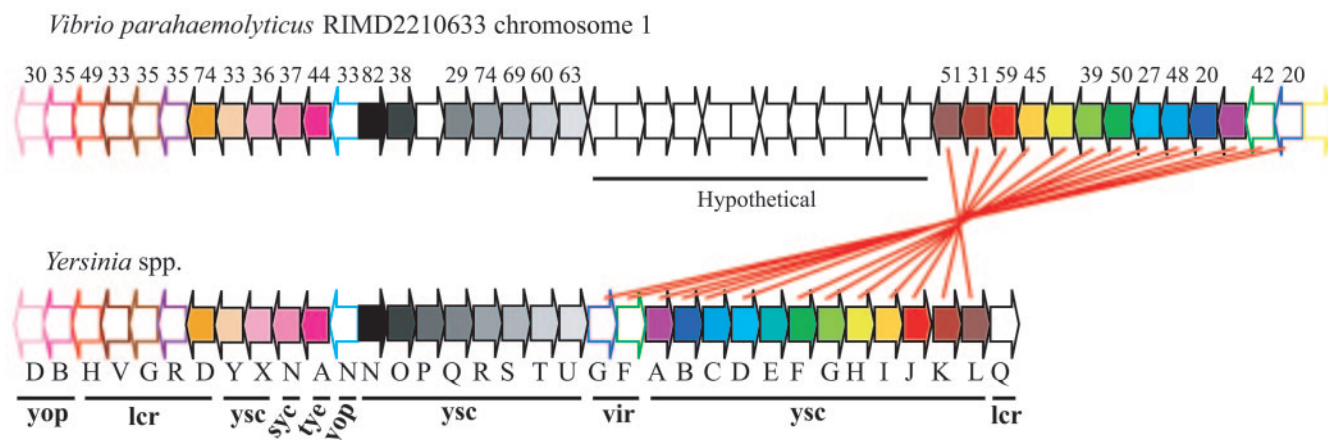 Vibrio parahaemolyticus RIMD2210633 chromosome 1
30 35 49 33 35 35 74 33 36 37 44 33 82 38 29 74 69 60 63 51 31 59 45 39 50 27 48 20 42 20
Hypothetical
Yersinia spp.
D B H V G R D Y X N A N N O P Q R S T U G F A B C D E F G H I J K L Q
yop lcr ysc syc tye yop ysc vir ysc lcr